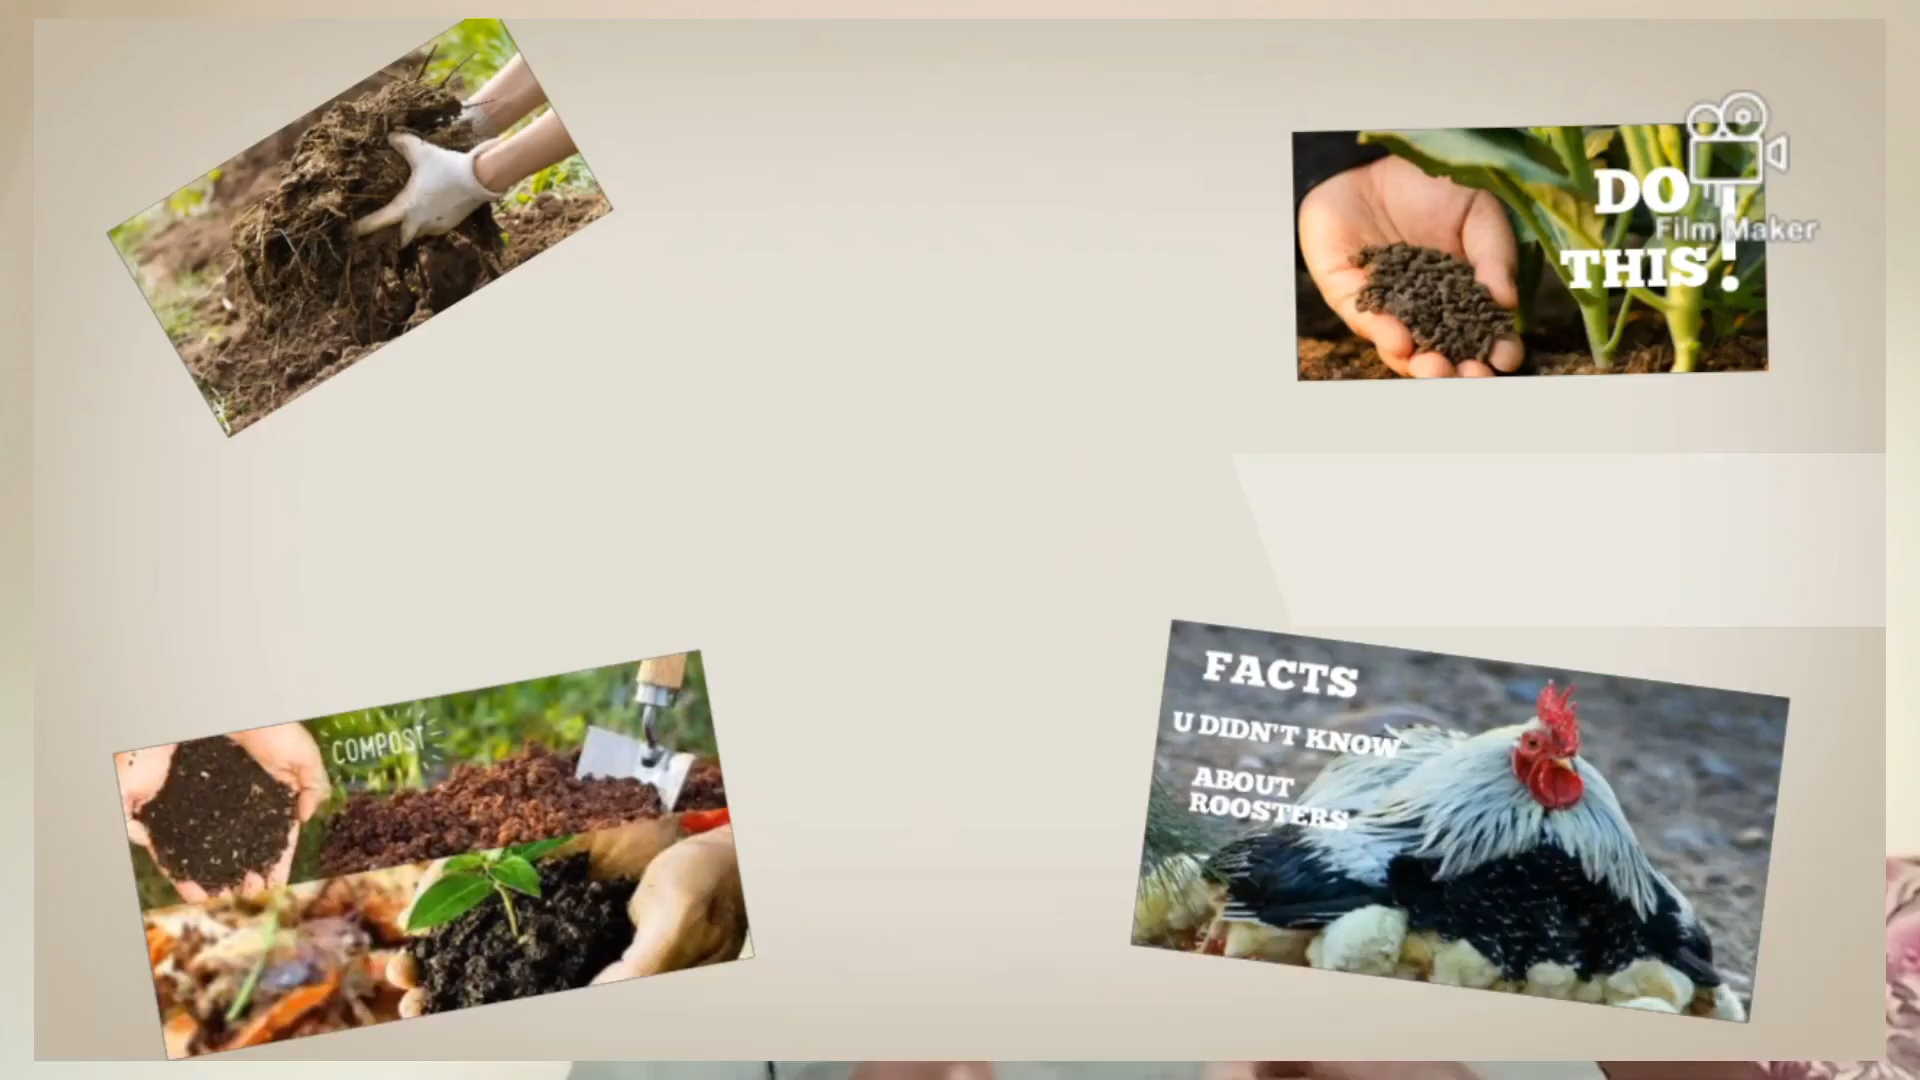 DO
THIS!
Film Maker
COMPOST
FACTS
U DIDN'T KNOW
ABOUT
ROOSTERS